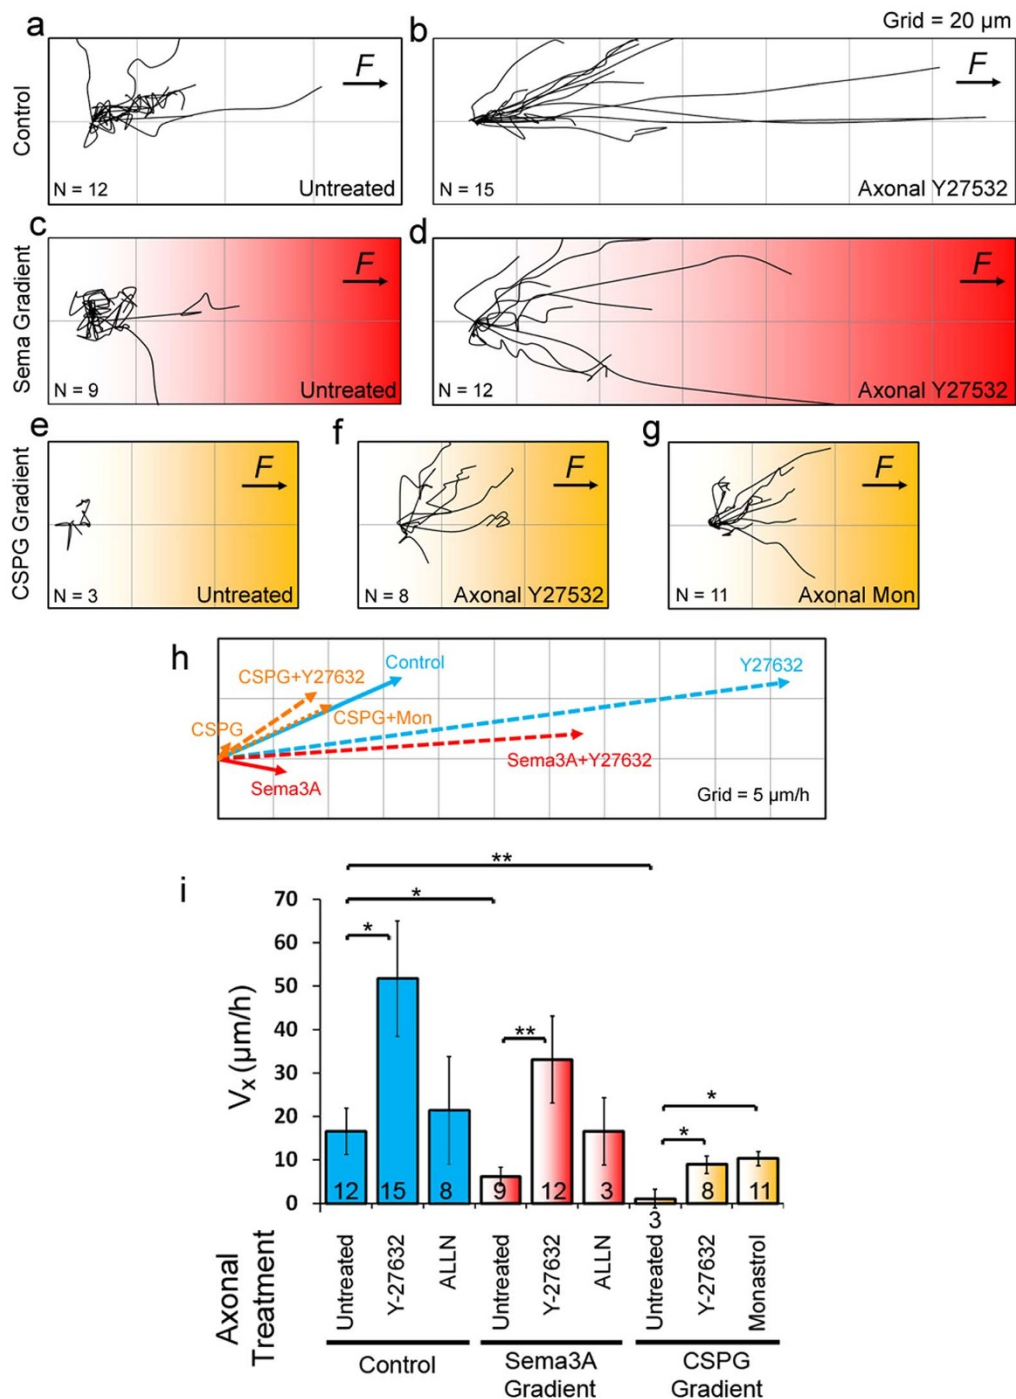 a
b
Grid = 20 μm
Control
F
N = 12
Untreated
F
N = 15
Axonal Y27532
c
d
Sema Gradient
F
N = 9
Untreated
F
N = 12
Axonal Y27532
e
f
g
CSPG Gradient
F
N = 3
Untreated
F
N = 8
Axonal Y27532
F
N = 11
Axonal Mon
h
CSPG+Y27632
Control
Y27632
CSPG
CSPG+Mon
Sema3A
Sema3A+Y27632
Grid = 5 μm/h
i
**
*
*
**
*
*
Vx (μm/h)
70
60
50
40
30
20
10
0
12
15
8
9
12
3
3
8
11
Axonal
Treatment
Untreated
Y-27632
ALLN
Untreated
Y-27632
ALLN
Untreated
Y-27632
Monastrol
Control
Sema3A
Gradient
CSPG
Gradient